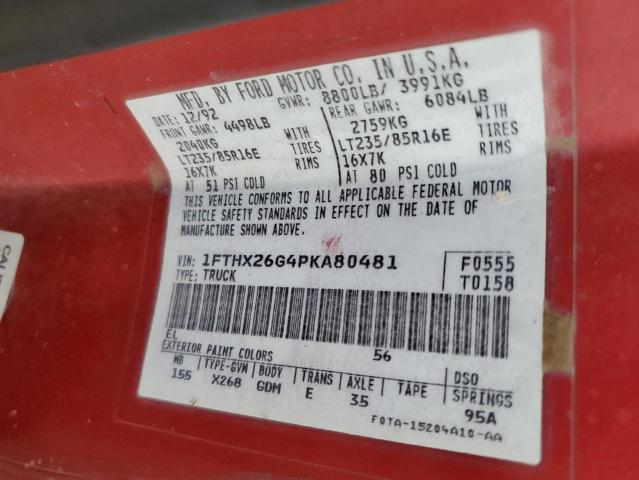 MFD. BY FORD MOTOR CO. IN U.S.A.
DATE: 12/92 GVWR: 8800LB/ 3991KG
FRONT GAWR: 4498LB REAR GAWR: 6084LB
2040KG WITH 2759KG WITH
LT235/85R16E TIRES LT235/85R16E TIRES
16X7K RIMS 16X7K RIMS
AT 51 PSI COLD AT 80 PSI COLD
THIS VEHICLE CONFORMS TO ALL APPLICABLE FEDERAL MOTOR
VEHICLE SAFETY STANDARDS IN EFFECT ON THE DATE OF
MANUFACTURE SHOWN ABOVE.
VIN: 1FTHX26G4PKA80481 F0555
TYPE: TRUCK T0158
EL 56
EXTERIOR PAINT COLORS DSO
WB TYPE-GVM BODY TRANS AXLE TAPE SPRINGS
155 X268 GDM E 35 95A
F0TA-15204A10-AA